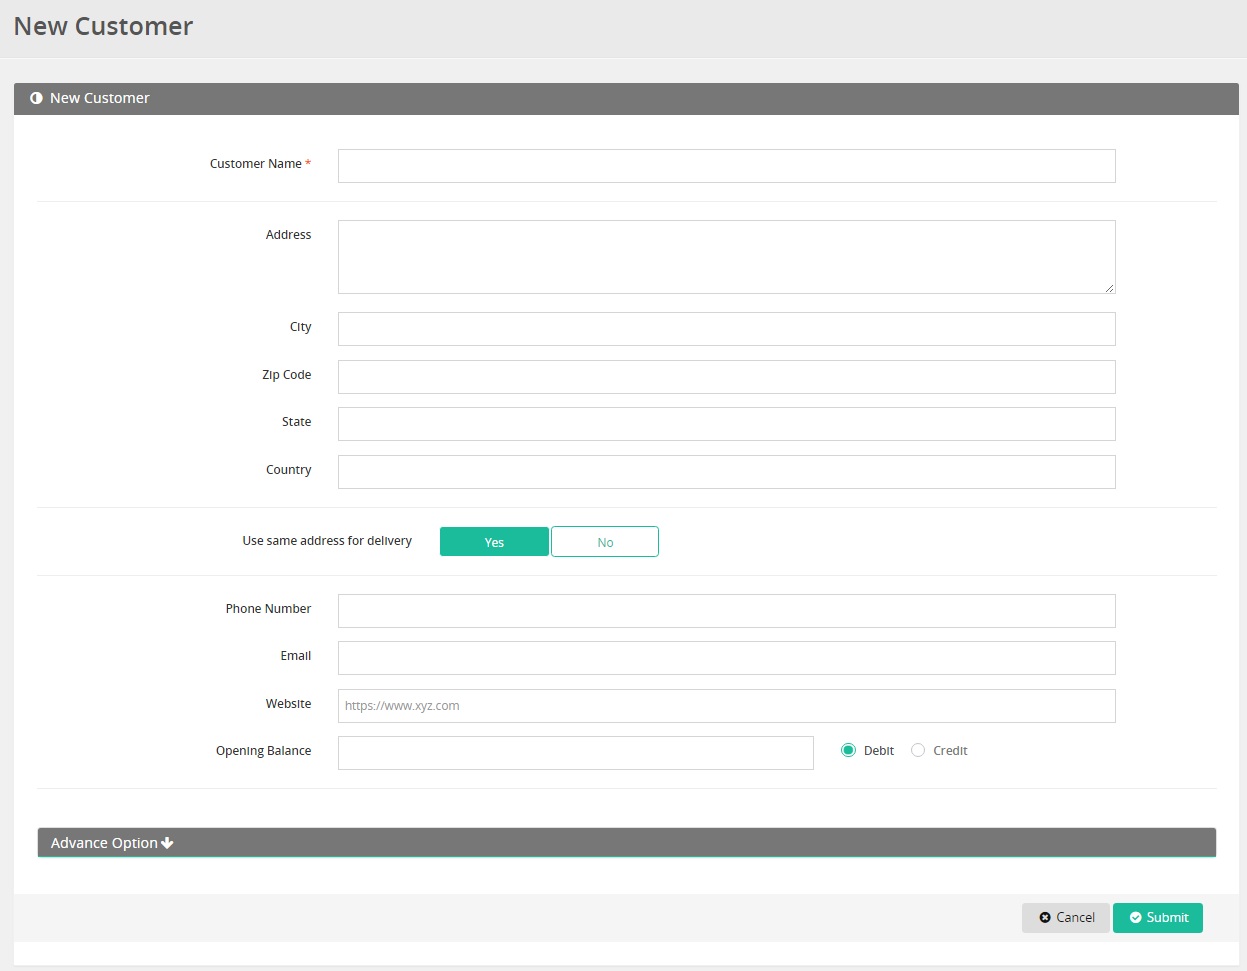 New Customer
New Customer
Customer Name *
Address
City
Zip Code
State
Country
Use same address for delivery Yes No
Phone Number
Email
Website https://www.xyz.com
Opening Balance Debit Credit
Advance Option
Cancel Submit